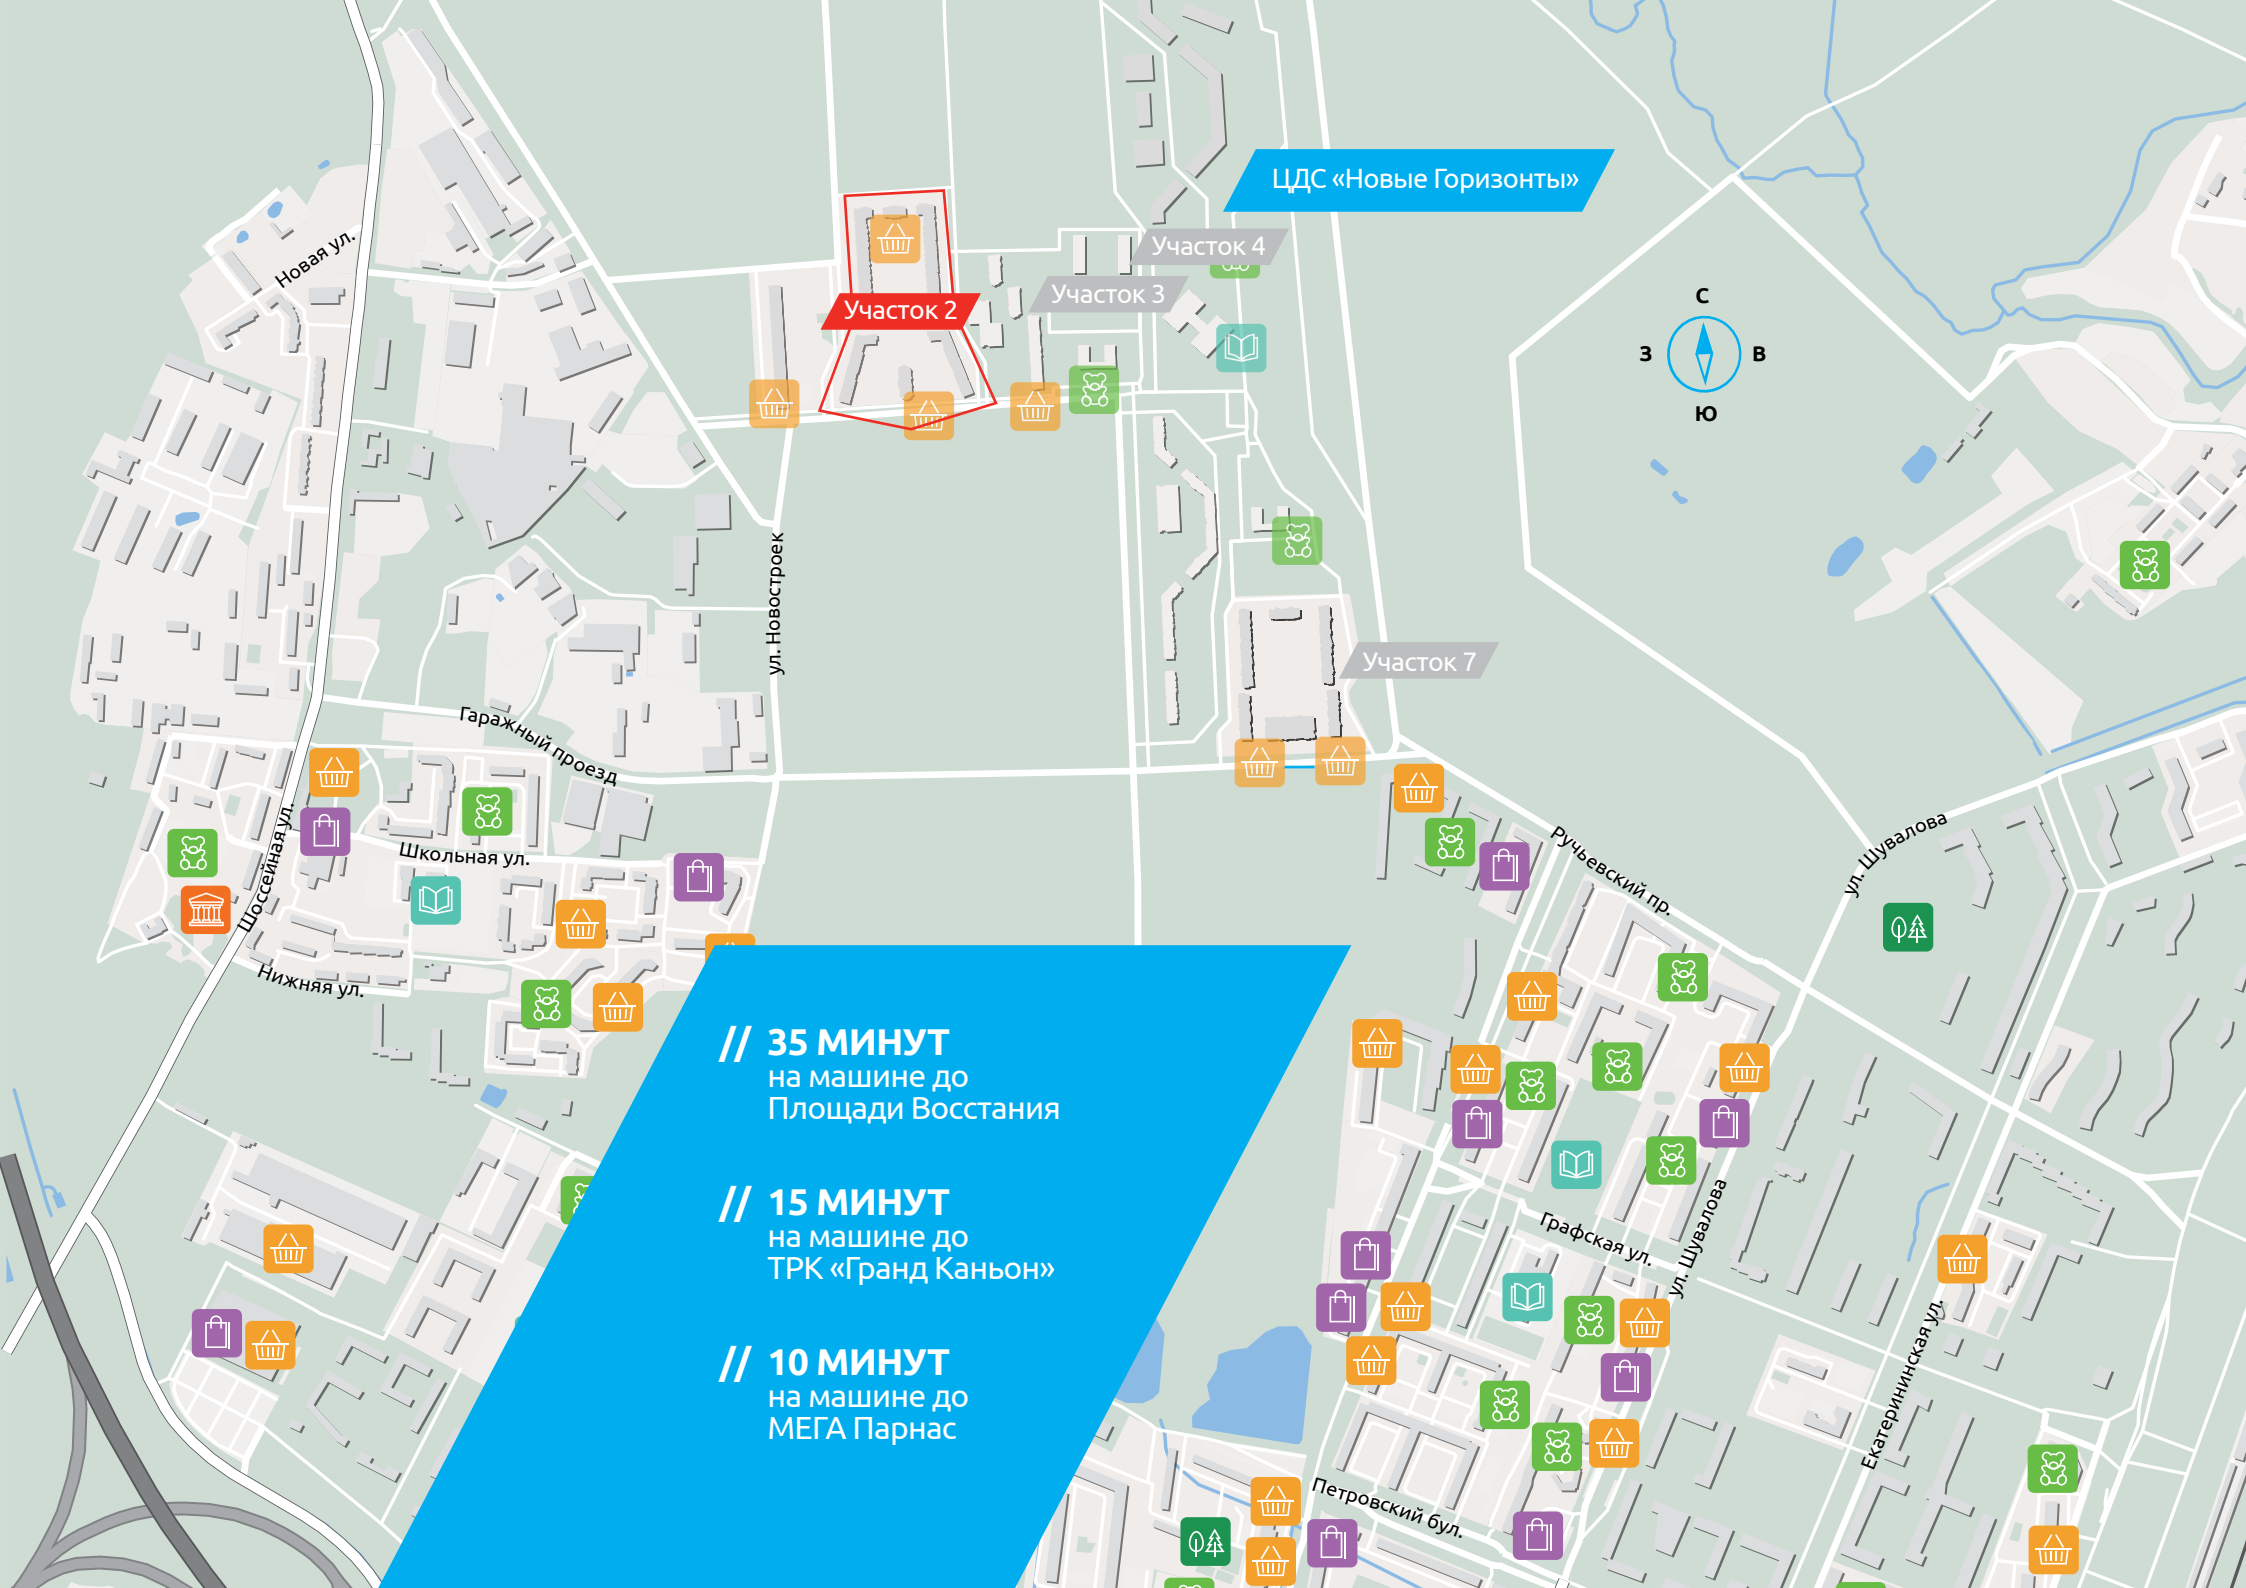 ЦДС «Новые Горизонты»
Участок 4
Новая ул.
Участок 3
Участок 2
С
З
В
Ю
ул. Новостроек
Участок 7
Гаражный проезд
Шоссейная ул.
Школьная ул.
Ручьевский пр.
ул. Шувалова
Нижняя ул.
// 35 МИНУТ
на машине до
Площади Восстания
// 15 МИНУТ
на машине до
ТРК «Гранд Каньон»
// 10 МИНУТ
на машине до
МЕГА Парнас
Графская ул.
ул. Шувалова
Екатерининская ул.
Петровский бул.